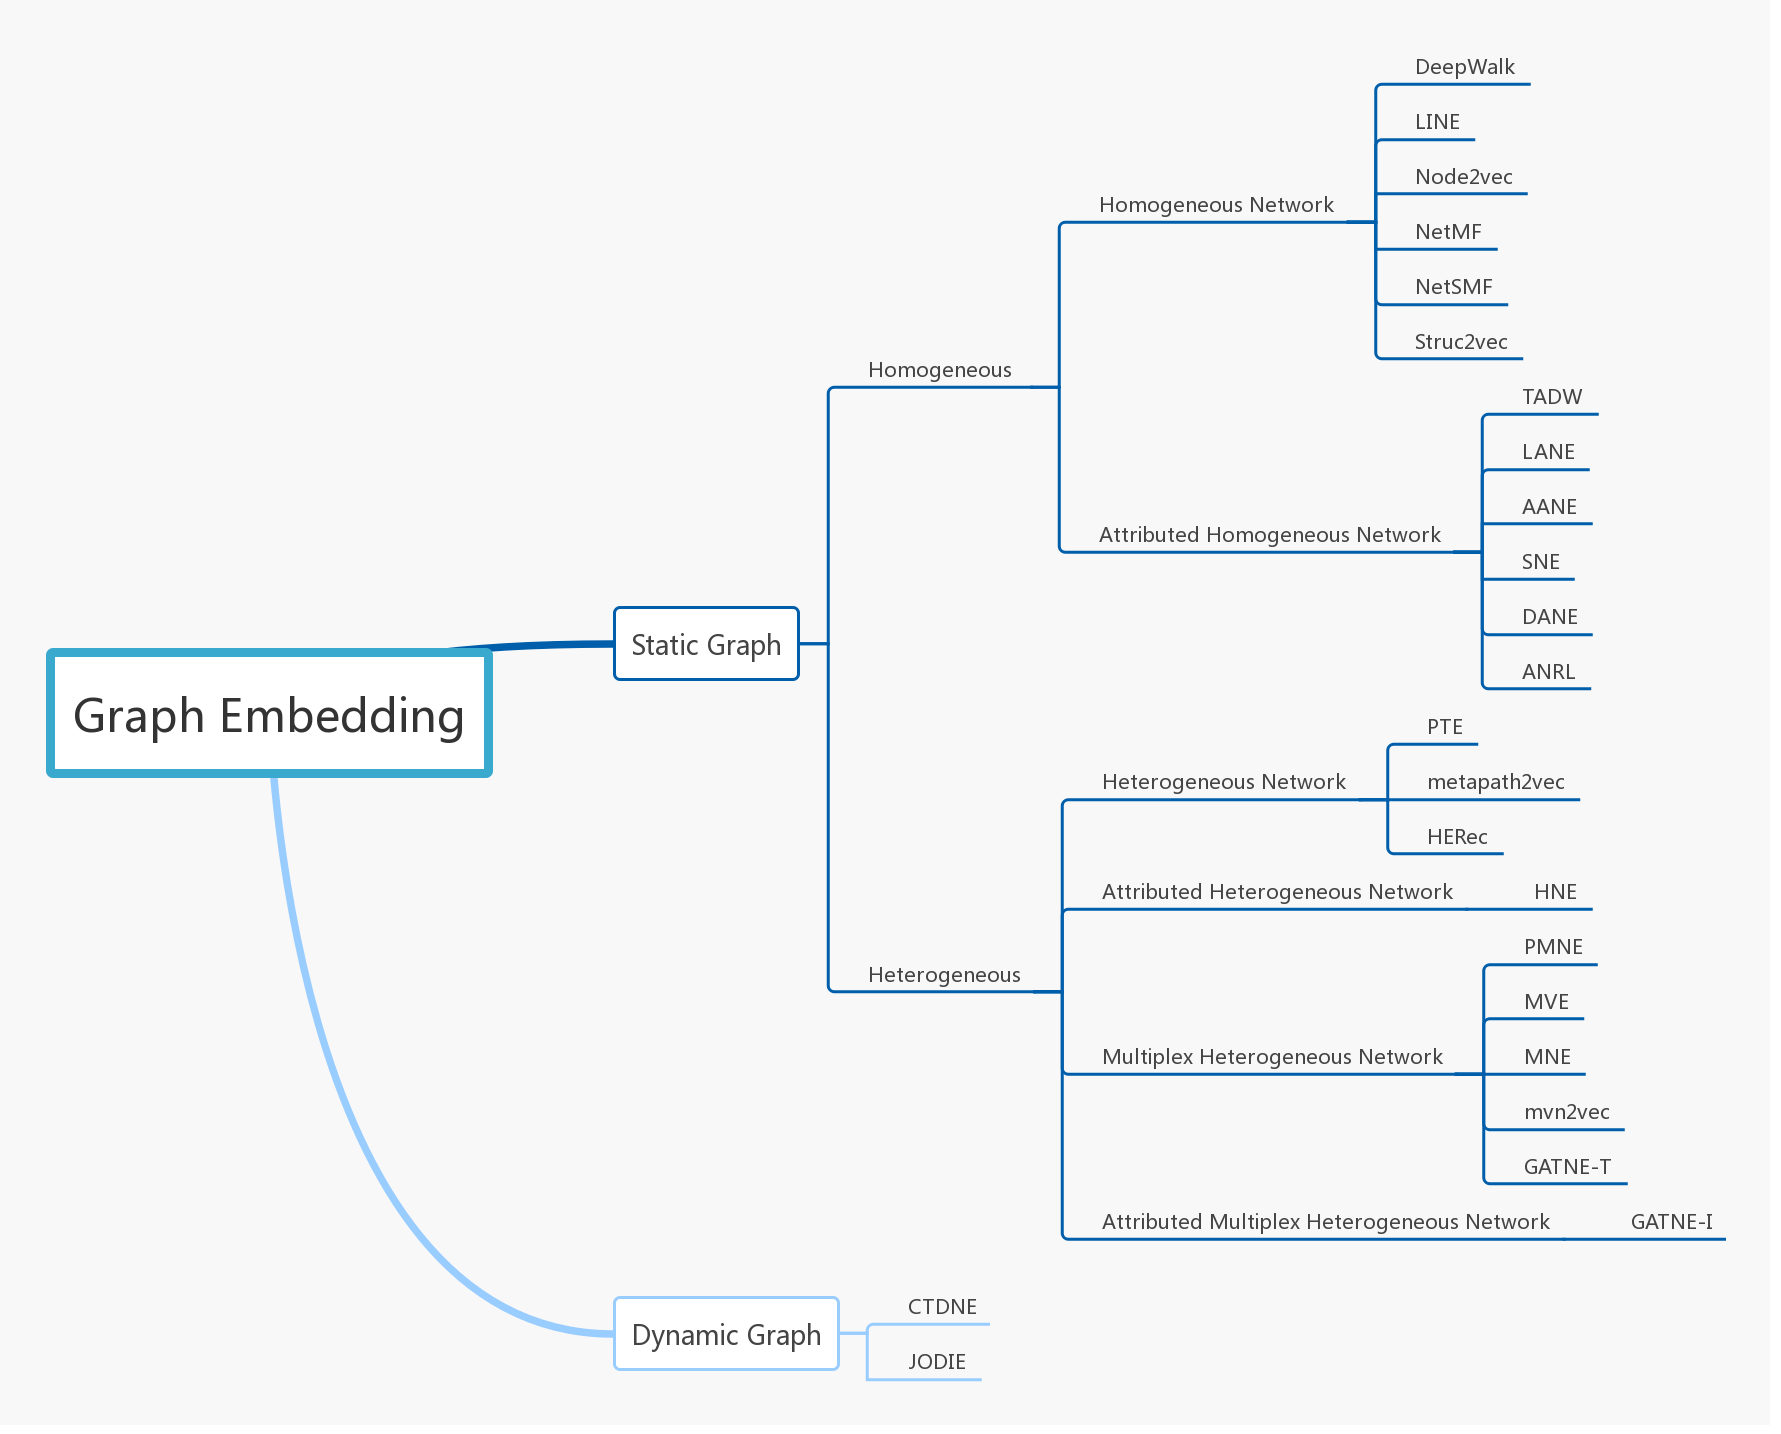 Graph Embedding
Static Graph
Homogeneous
Homogeneous Network
DeepWalk
LINE
Node2vec
NetMF
NetSMF
Struc2vec
Attributed Homogeneous Network
TADW
LANE
AANE
SNE
DANE
ANRL
Heterogeneous
Heterogeneous Network
PTE
metapath2vec
HERec
Attributed Heterogeneous Network
HNE
Multiplex Heterogeneous Network
PMNE
MVE
MNE
mvn2vec
GATNE-T
Attributed Multiplex Heterogeneous Network
GATNE-I
Dynamic Graph
CTDNE
JODIE